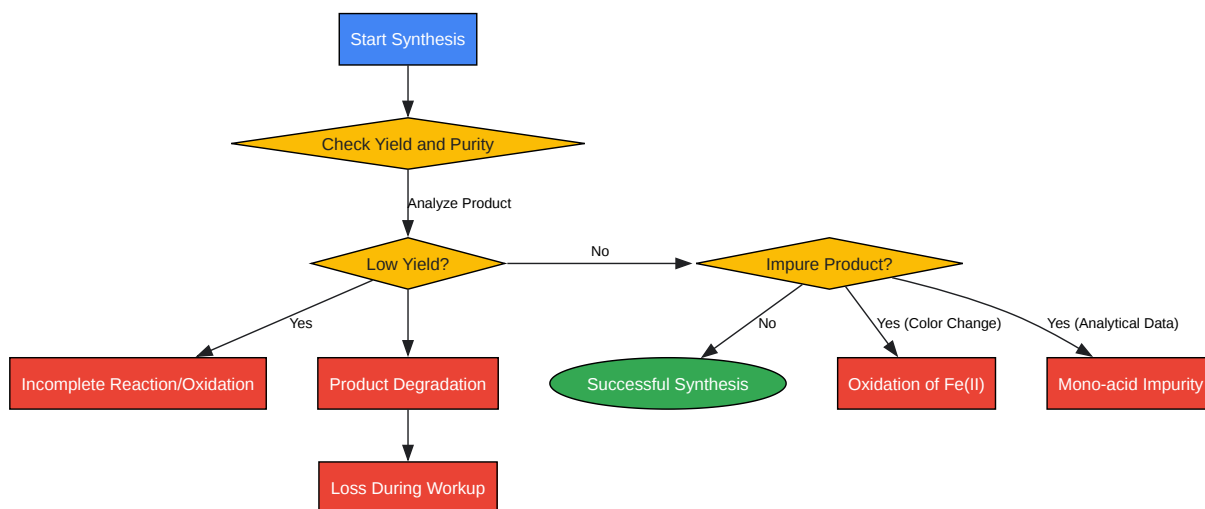 Start Synthesis
Check Yield and Purity
Analyze Product
Low Yield?
No
Impure Product?
Yes
No
Yes (Color Change)
Yes (Analytical Data)
Incomplete Reaction/Oxidation
Product Degradation
Successful Synthesis
Oxidation of Fe(II)
Mono-acid Impurity
Loss During Workup